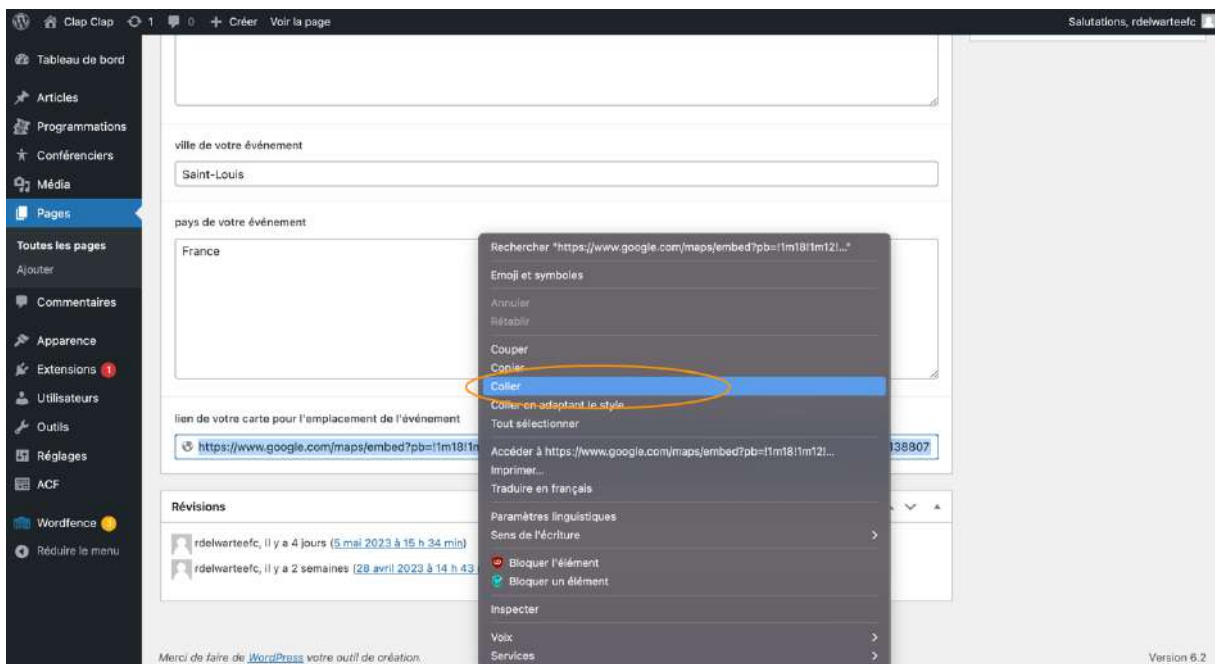 Clap Clap 1 0 + Créer Voir la page Salutations, rdelwarteefc
Tableau de bord
Articles
Programmations
Conférenciers
Média
Pages
Toutes les pages
Ajouter
Commentaires
Apparence
Extensions 1
Utilisateurs
Outils
Réglages
ACF
Wordfence 3
Réduire le menu
ville de votre événement
Saint-Louis
pays de votre événement
France
lien de votre carte pour l'emplacement de l'événement
https://www.google.com/maps/embed?pb=!1m18!1m 138807
Révisions
rdelwarteefc, il y a 4 jours (5 mai 2023 à 15 h 34 min)
rdelwarteefc, il y a 2 semaines (28 avril 2023 à 14 h 43
Rechercher "https://www.google.com/maps/embed?pb=!1m18!1m12!..."
Emoji et symboles
Annuler
Rétablir
Couper
Copier
Coller
Coller en adaptant le style
Tout sélectionner
Accéder à https://www.google.com/maps/embed?pb=!1m18!1m12!...
Imprimer...
Traduire en français
Paramètres linguistiques
Sens de l'écriture
Bloquer l'élément
Bloquer un élément
Inspecter
Voix
Services
Merci de faire de WordPress votre outil de création.
Version 6.2